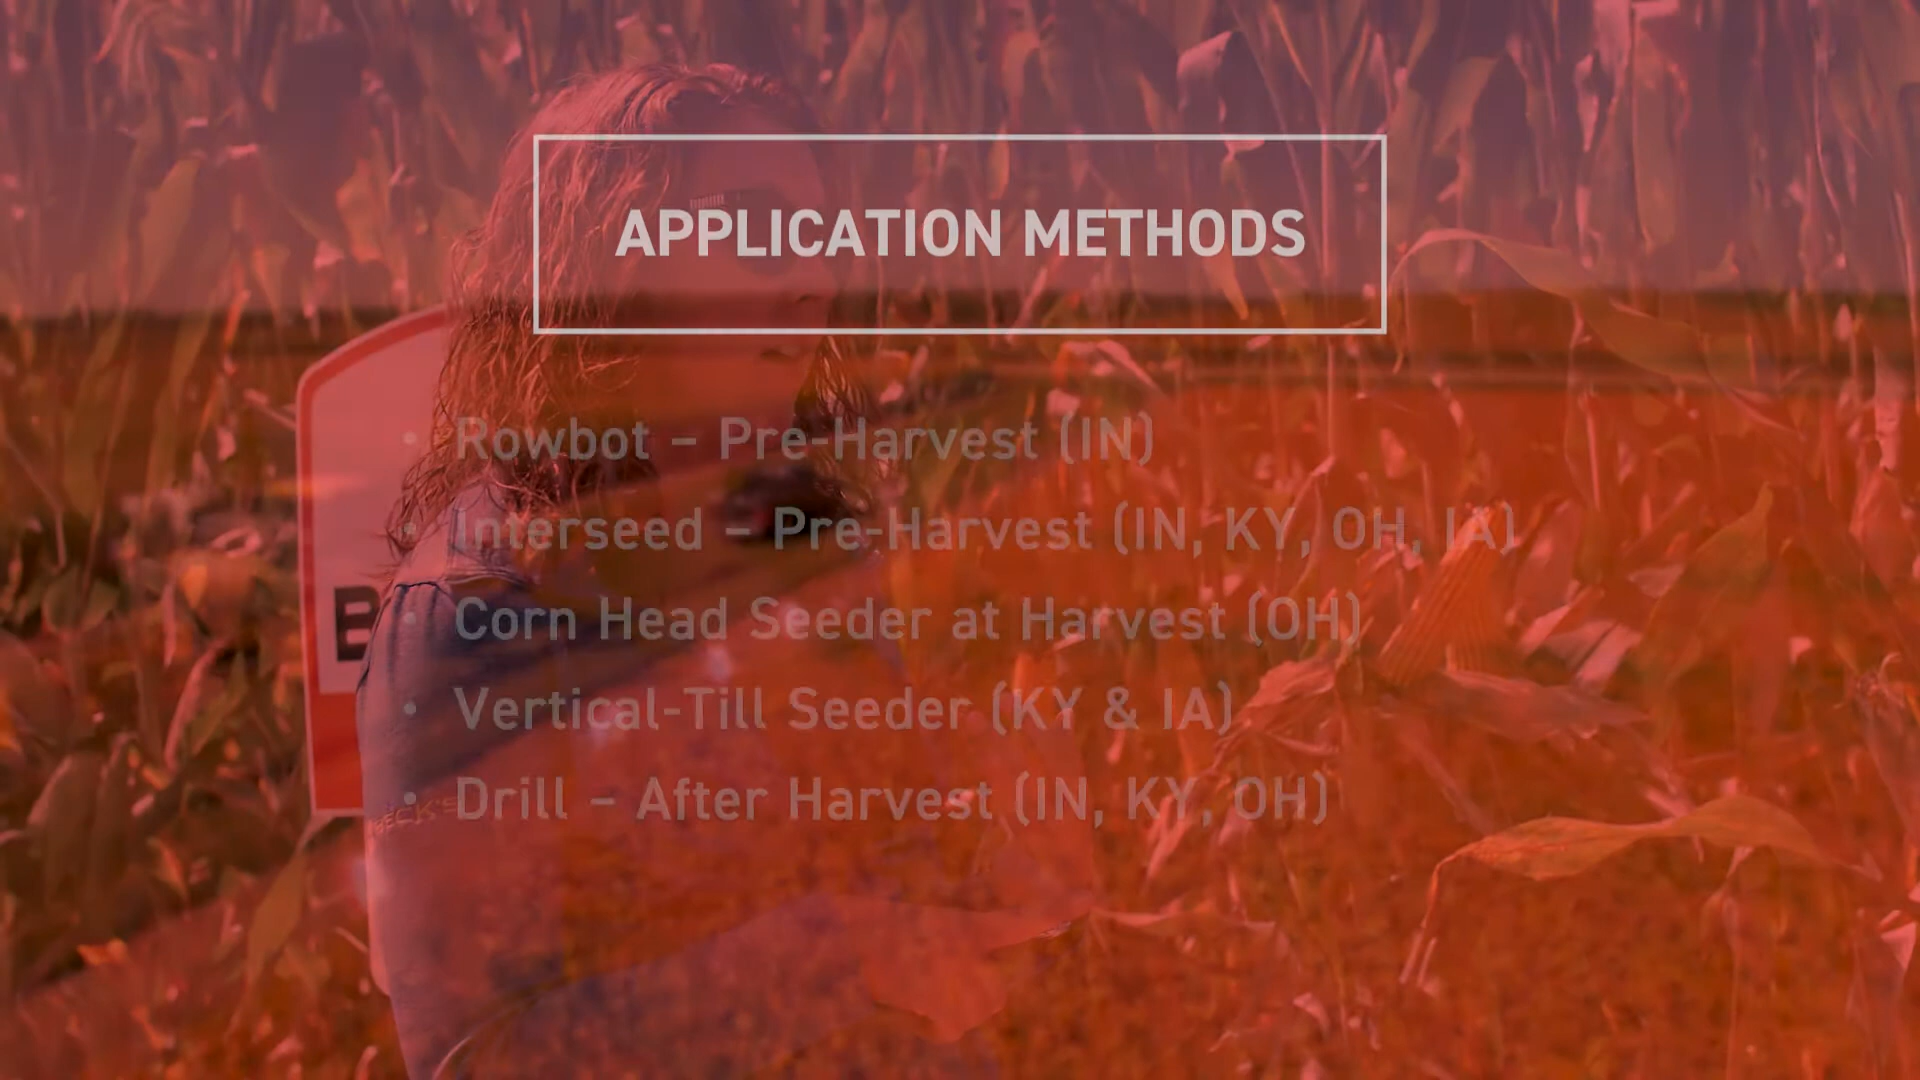 APPLICATION METHODS
• Rowbot – Pre-Harvest (IN)
• Interseed – Pre-Harvest (IN, KY, OH, IA)
• Corn Head Seeder at Harvest (OH)
• Vertical-Till Seeder (KY & IA)
• Drill – After Harvest (IN, KY, OH)
B
BECK'S